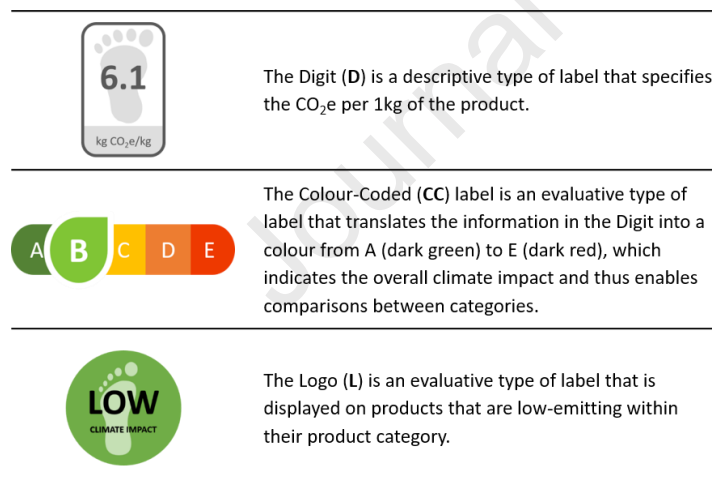 6.1
kg CO₂e/kg
The Digit (D) is a descriptive type of label that specifies
the CO₂e per 1kg of the product.
A B C D E
The Colour-Coded (CC) label is an evaluative type of
label that translates the information in the Digit into a
colour from A (dark green) to E (dark red), which
indicates the overall climate impact and thus enables
comparisons between categories.
LOW
CLIMATE IMPACT
The Logo (L) is an evaluative type of label that is
displayed on products that are low-emitting within
their product category.
Journal